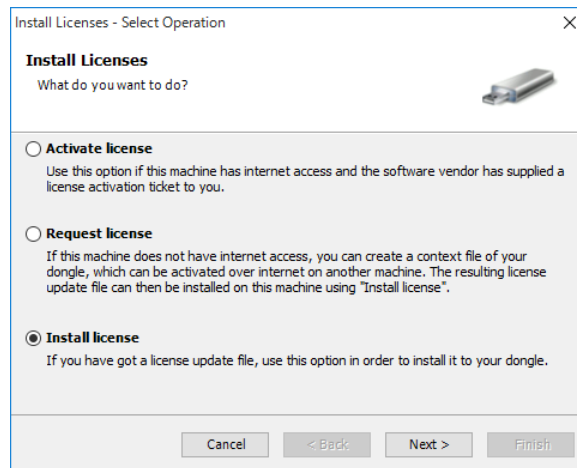 Install Licenses - Select Operation
Install Licenses
What do you want to do?
Activate license
Use this option if this machine has internet access and the software vendor has supplied a
license activation ticket to you.
Request license
If this machine does not have internet access, you can create a context file of your
dongle, which can be activated over internet on another machine. The resulting license
update file can then be installed on this machine using "Install license".
Install license
If you have got a license update file, use this option in order to install it to your dongle.
Cancel < Back Next > Finish